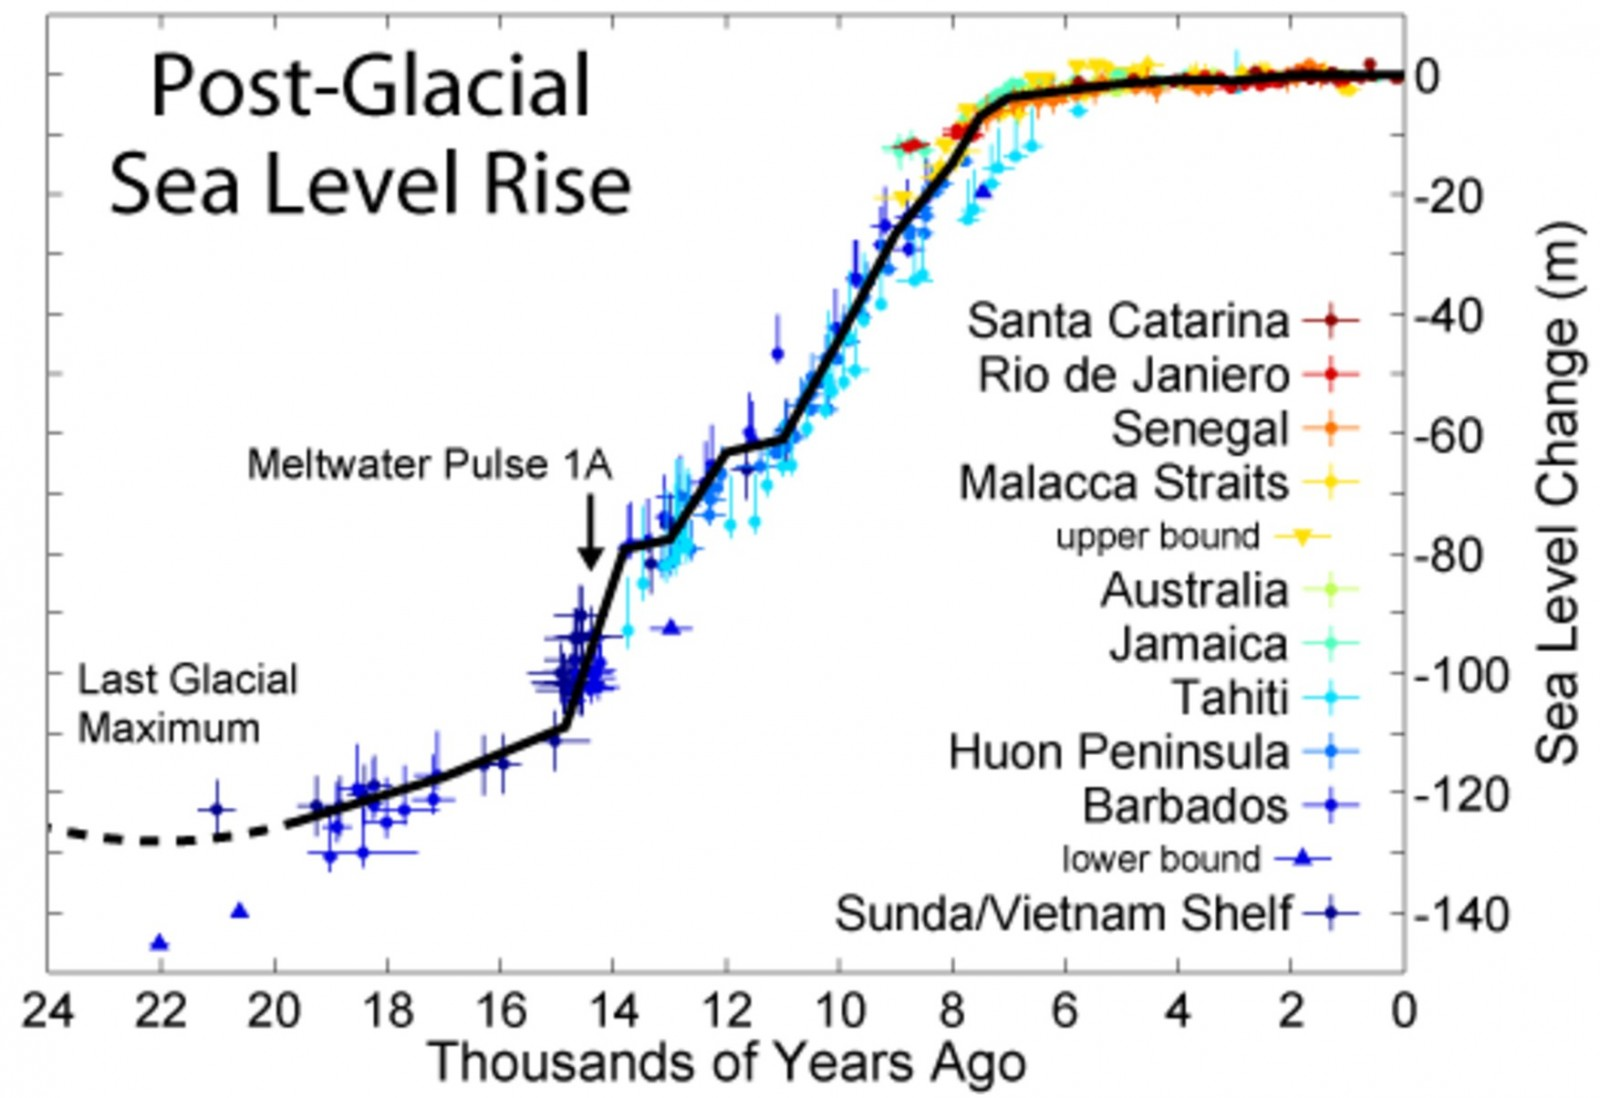 Post-Glacial
Sea Level Rise
Meltwater Pulse 1A
Last Glacial
Maximum
Santa Catarina
Rio de Janiero
Senegal
Malacca Straits
upper bound
Australia
Jamaica
Tahiti
Huon Peninsula
Barbados
lower bound
Sunda/Vietnam Shelf
0
-20
-40
-60
-80
-100
-120
-140
Sea Level Change (m)
24 22 20 18 16 14 12 10 8 6 4 2 0
Thousands of Years Ago